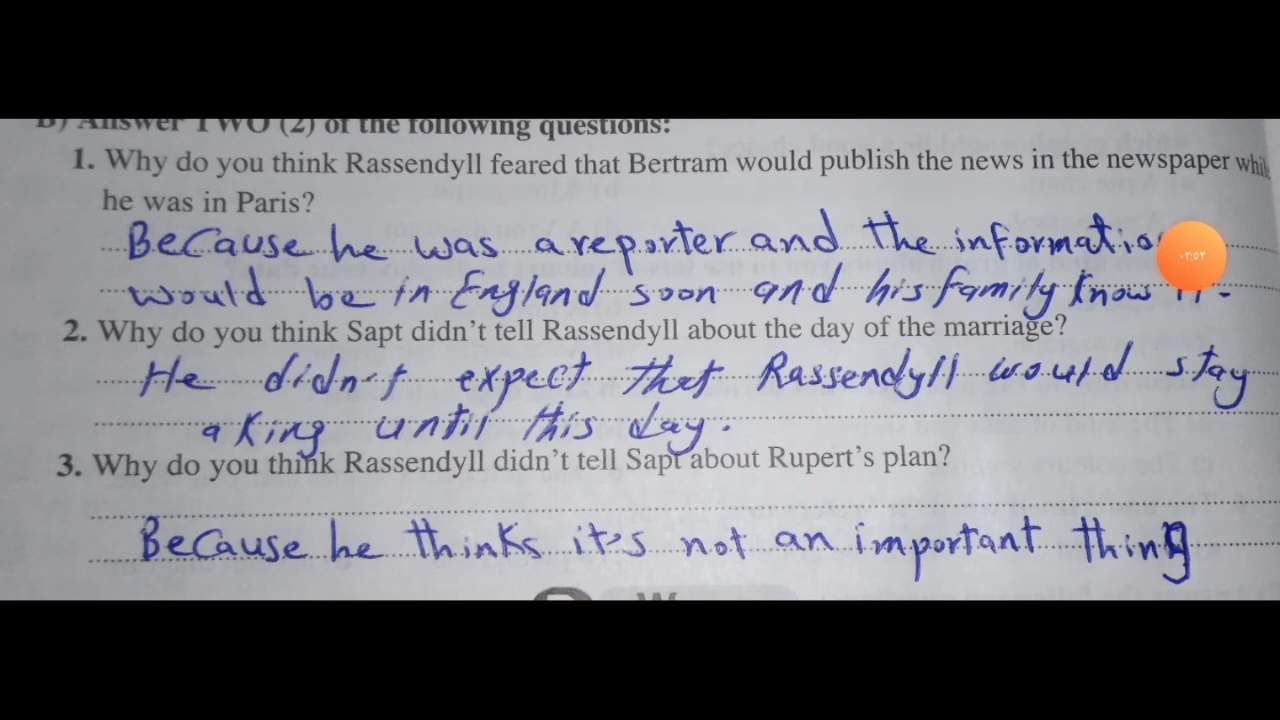 B) Answer TWO (2) of the following questions:
1. Why do you think Rassendyll feared that Bertram would publish the news in the newspaper
he was in Paris?
Because he was a reporter and the
would be in England soon and his family know
2. Why do you think Sapt didn't tell Rassendyll about the day of the marriage?
He didn't expect that Rassendyll would stay
a king until this day.
3. Why do you think Rassendyll didn't tell Sapt about Rupert's plan?
Because he thinks it's not an important thing
٠٢:٥٢